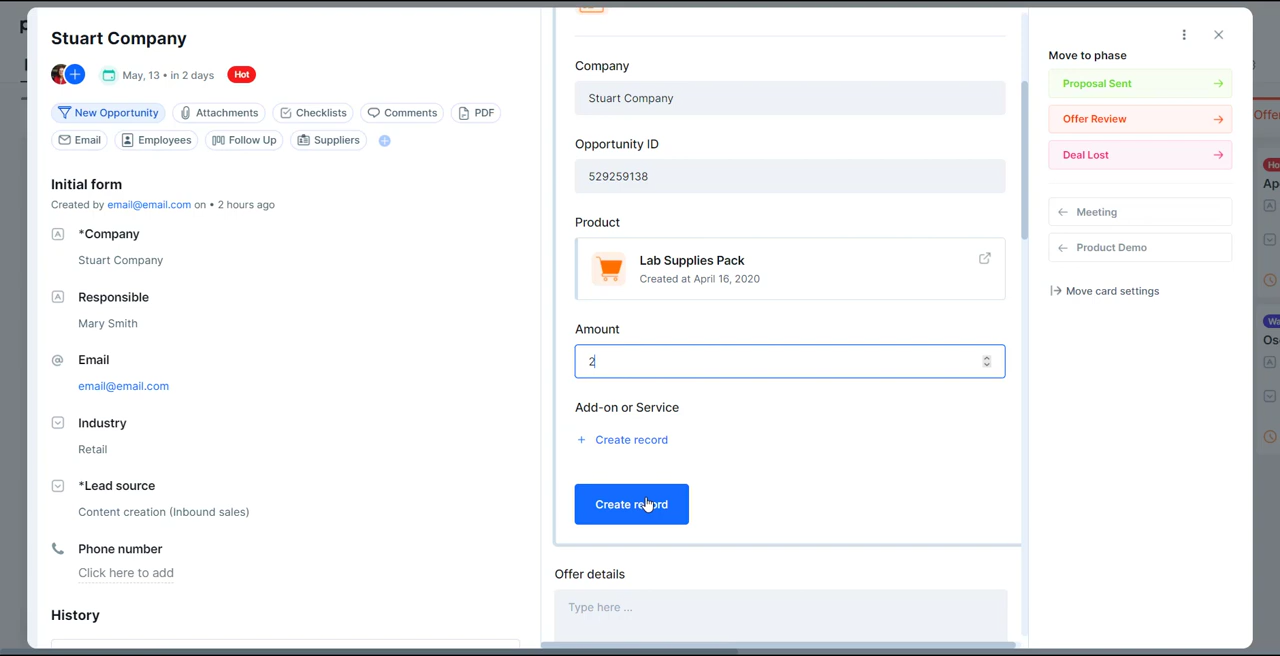 Stuart Company
May, 13 • in 2 days
Hot
New Opportunity
Attachments
Checklists
Comments
PDF
Email
Employees
Follow Up
Suppliers
Initial form
Created by email@email.com on • 2 hours ago
*Company
Stuart Company
Responsible
Mary Smith
Email
email@email.com
Industry
Retail
*Lead source
Content creation (Inbound sales)
Phone number
Click here to add
History
Company
Stuart Company
Opportunity ID
529259138
Product
Lab Supplies Pack
Created at April 16, 2020
Amount
2
Add-on or Service
+ Create record
Create record
Offer details
Type here ...
Move to phase
Proposal Sent
Offer Review
Deal Lost
Meeting
Product Demo
Move card settings